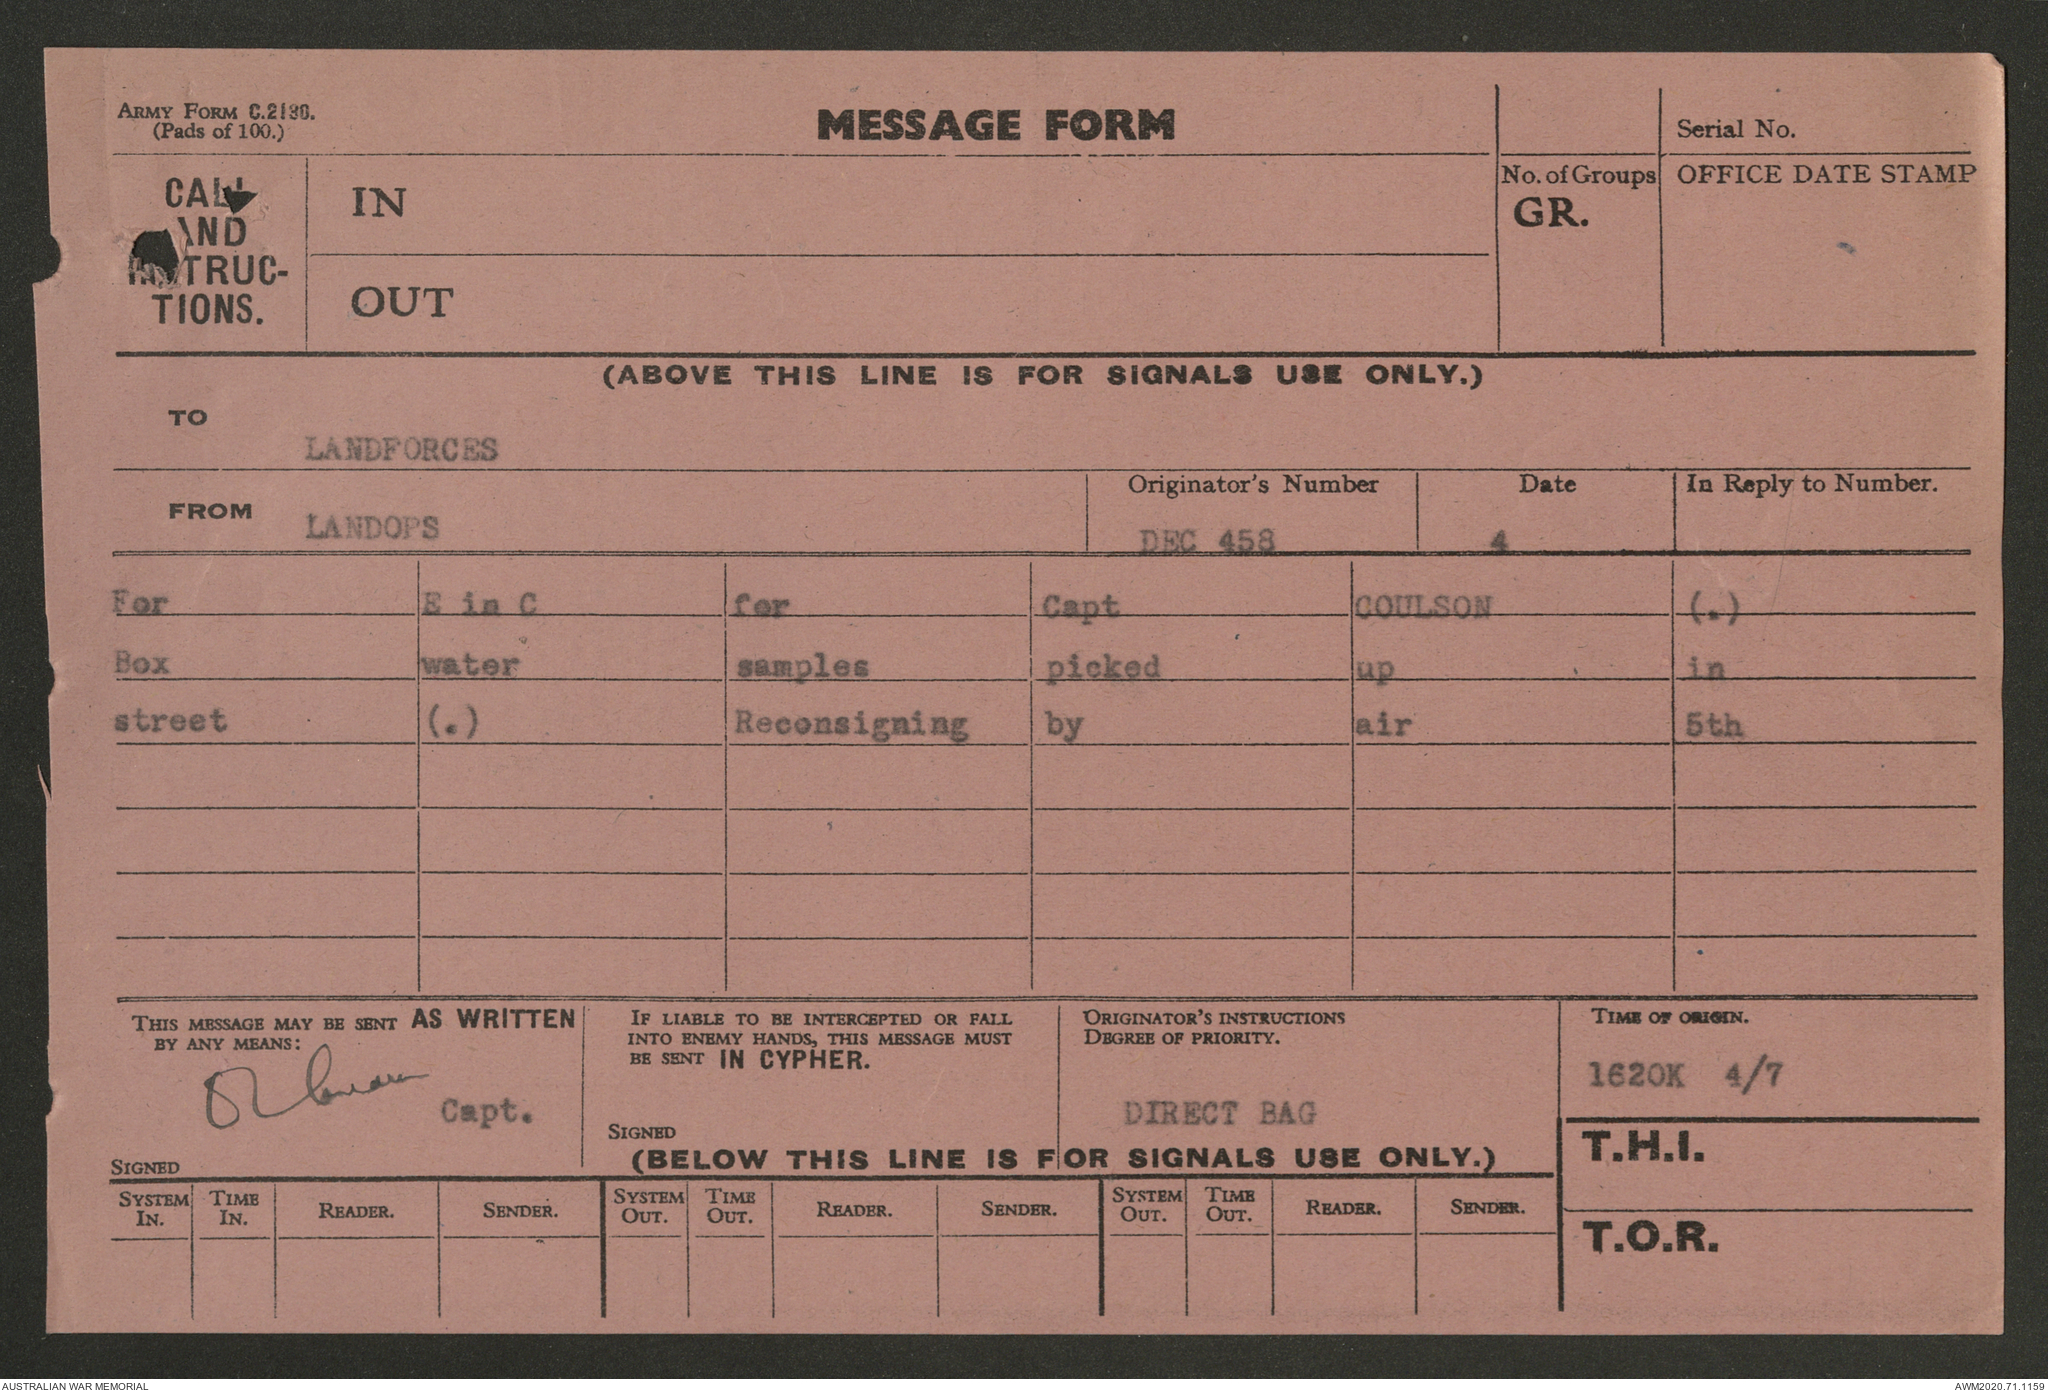 ARMY FORM C.2130.
(Pads of 100.)
MESSAGE FORM
Serial No.
CALL AND INSTRUC-TIONS.
IN
OUT
No. of Groups
GR.
OFFICE DATE STAMP
(ABOVE THIS LINE IS FOR SIGNALS USE ONLY.)
TO
LANDFORCES
FROM LANDOPS
Originator's Number
DEC 458
Date
4
In Reply to Number.
For E in C for Capt COULSON (.)
Box water samples picked up in
street (.) Reconsigning by air 5th
THIS MESSAGE MAY BE SENT AS WRITTEN
BY ANY MEANS:
Capt.
SIGNED
IF LIABLE TO BE INTERCEPTED OR FALL
INTO ENEMY HANDS, THIS MESSAGE MUST
BE SENT IN CYPHER.
SIGNED
ORIGINATOR'S INSTRUCTIONS
DEGREE OF PRIORITY.
DIRECT BAG
TIME OF ORIGIN.
1620K 4/7
(BELOW THIS LINE IS FOR SIGNALS USE ONLY.)
T.H.I.
T.O.R.
SYSTEM IN. TIME IN. READER. SENDER. SYSTEM OUT. TIME OUT. READER. SENDER. SYSTEM OUT. TIME OUT. READER. SENDER.
AUSTRALIAN WAR MEMORIAL
AWM2020.71.1159